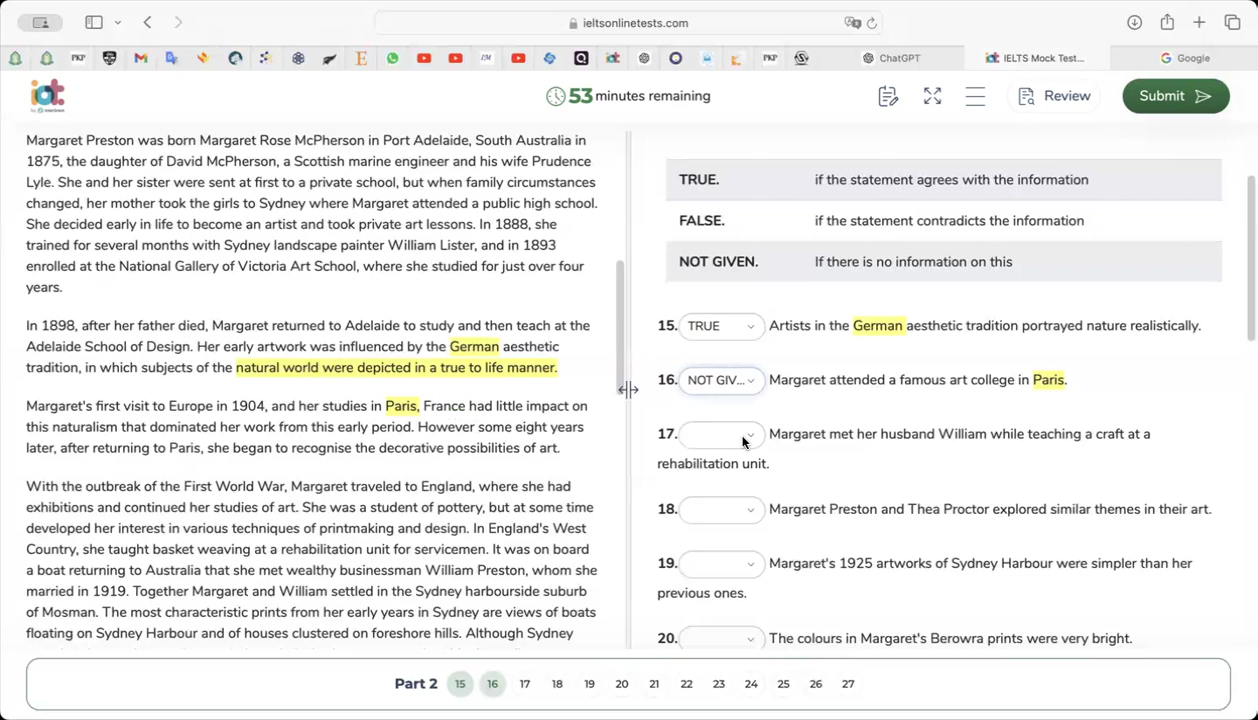 ieltsonlinetests.com
ChatGPT
IELTS Mock Test...
Google
iot
53 minutes remaining
Review
Submit
Margaret Preston was born Margaret Rose McPherson in Port Adelaide, South Australia in
1875, the daughter of David McPherson, a Scottish marine engineer and his wife Prudence
Lyle. She and her sister were sent at first to a private school, but when family circumstances
changed, her mother took the girls to Sydney where Margaret attended a public high school.
She decided early in life to become an artist and took private art lessons. In 1888, she
trained for several months with Sydney landscape painter William Lister, and in 1893
enrolled at the National Gallery of Victoria Art School, where she studied for just over four
years.
In 1898, after her father died, Margaret returned to Adelaide to study and then teach at the
Adelaide School of Design. Her early artwork was influenced by the German aesthetic
tradition, in which subjects of the natural world were depicted in a true to life manner.
Margaret's first visit to Europe in 1904, and her studies in Paris, France had little impact on
this naturalism that dominated her work from this early period. However some eight years
later, after returning to Paris, she began to recognise the decorative possibilities of art.
With the outbreak of the First World War, Margaret traveled to England, where she had
exhibitions and continued her studies of art. She was a student of pottery, but at some time
developed her interest in various techniques of printmaking and design. In England's West
Country, she taught basket weaving at a rehabilitation unit for servicemen. It was on board
a boat returning to Australia that she met wealthy businessman William Preston, whom she
married in 1919. Together Margaret and William settled in the Sydney harbourside suburb
of Mosman. The most characteristic prints from her early years in Sydney are views of boats
floating on Sydney Harbour and of houses clustered on foreshore hills. Although Sydney
TRUE. if the statement agrees with the information
FALSE. if the statement contradicts the information
NOT GIVEN. If there is no information on this
15. TRUE Artists in the German aesthetic tradition portrayed nature realistically.
16. NOT GIV... Margaret attended a famous art college in Paris.
17. Margaret met her husband William while teaching a craft at a
rehabilitation unit.
18. Margaret Preston and Thea Proctor explored similar themes in their art.
19. Margaret's 1925 artworks of Sydney Harbour were simpler than her
previous ones.
20. The colours in Margaret's Berowra prints were very bright.
Part 2 15 16 17 18 19 20 21 22 23 24 25 26 27